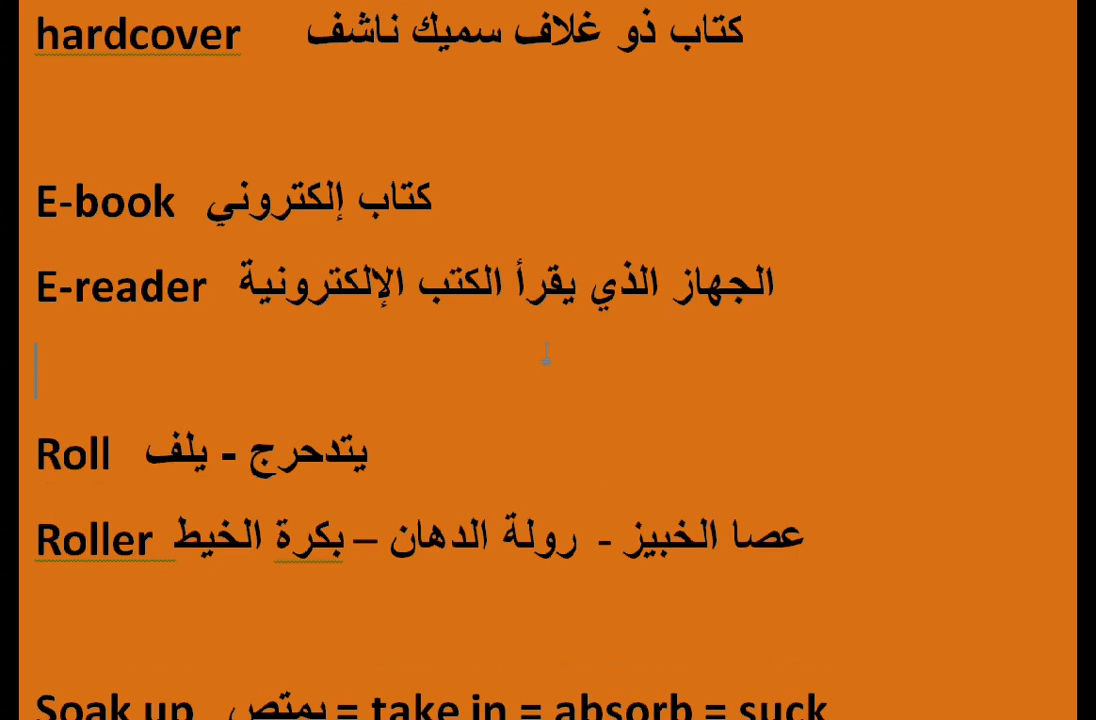 hardcover كتاب ذو غلاف سميك ناشف
E-book كتاب إلكتروني
E-reader الجهاز الذي يقرأ الكتب الإلكترونية
Roll يتدحرج - يلف
Roller عصا الخبيز - رولة الدهان – بكرة الخيط
Soak up يمتص = take in = absorb = suck